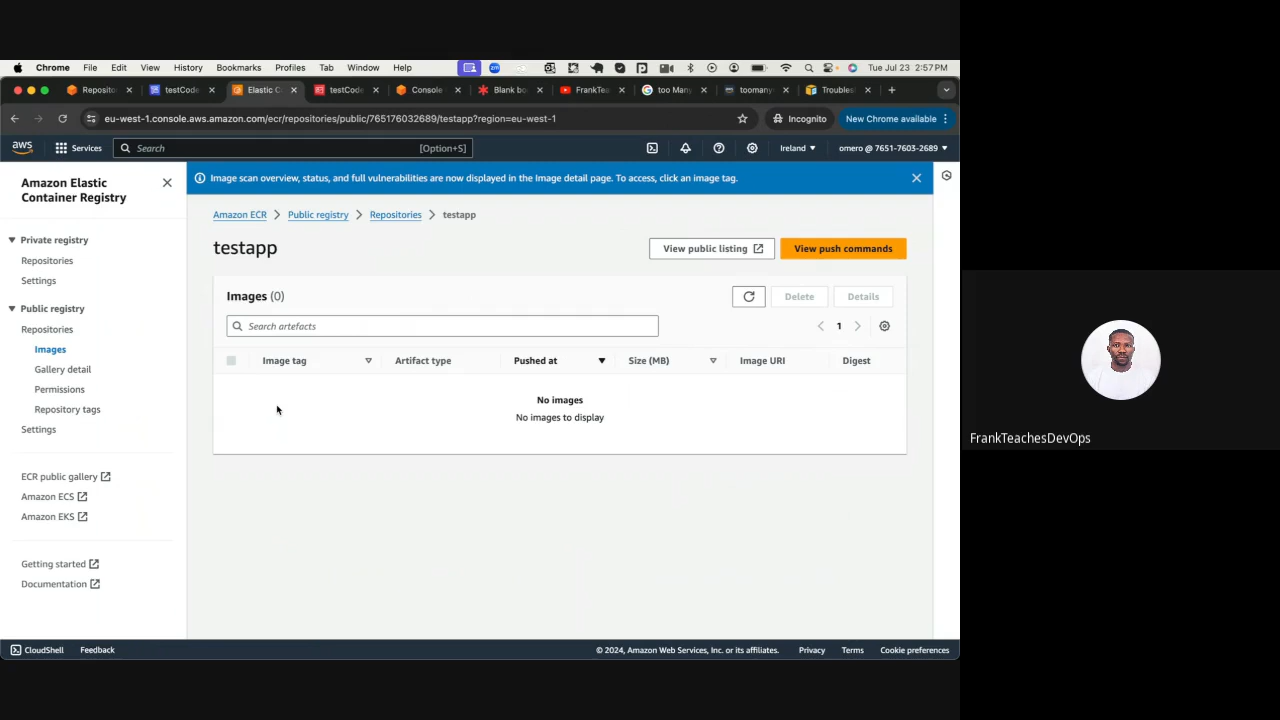 Chrome File Edit View History Bookmarks Profiles Tab Window Help Tue Jul 23 2:57 PM
Reposito testCode Elastic C testCode Console Blank bo FrankTea too Many toomany Troubles
eu-west-1.console.aws.amazon.com/ecr/repositories/public/765176032689/testapp?region=eu-west-1 Incognito New Chrome available
aws Services Search [Option+S] Ireland omero @ 7651-7603-2689
Amazon Elastic
Container Registry
Private registry
Repositories
Settings
Public registry
Repositories
Images
Gallery detail
Permissions
Repository tags
Settings
ECR public gallery
Amazon ECS
Amazon EKS
Getting started
Documentation
Image scan overview, status, and full vulnerabilities are now displayed in the Image detail page. To access, click an image tag.
Amazon ECR Public registry Repositories testapp
testapp View public listing View push commands
Images (0) Delete Details
Search artefacts 1
Image tag Artifact type Pushed at Size (MB) Image URI Digest
No images
No images to display
CloudShell Feedback © 2024, Amazon Web Services, Inc. or its affiliates. Privacy Terms Cookie preferences
FrankTeachesDevOps